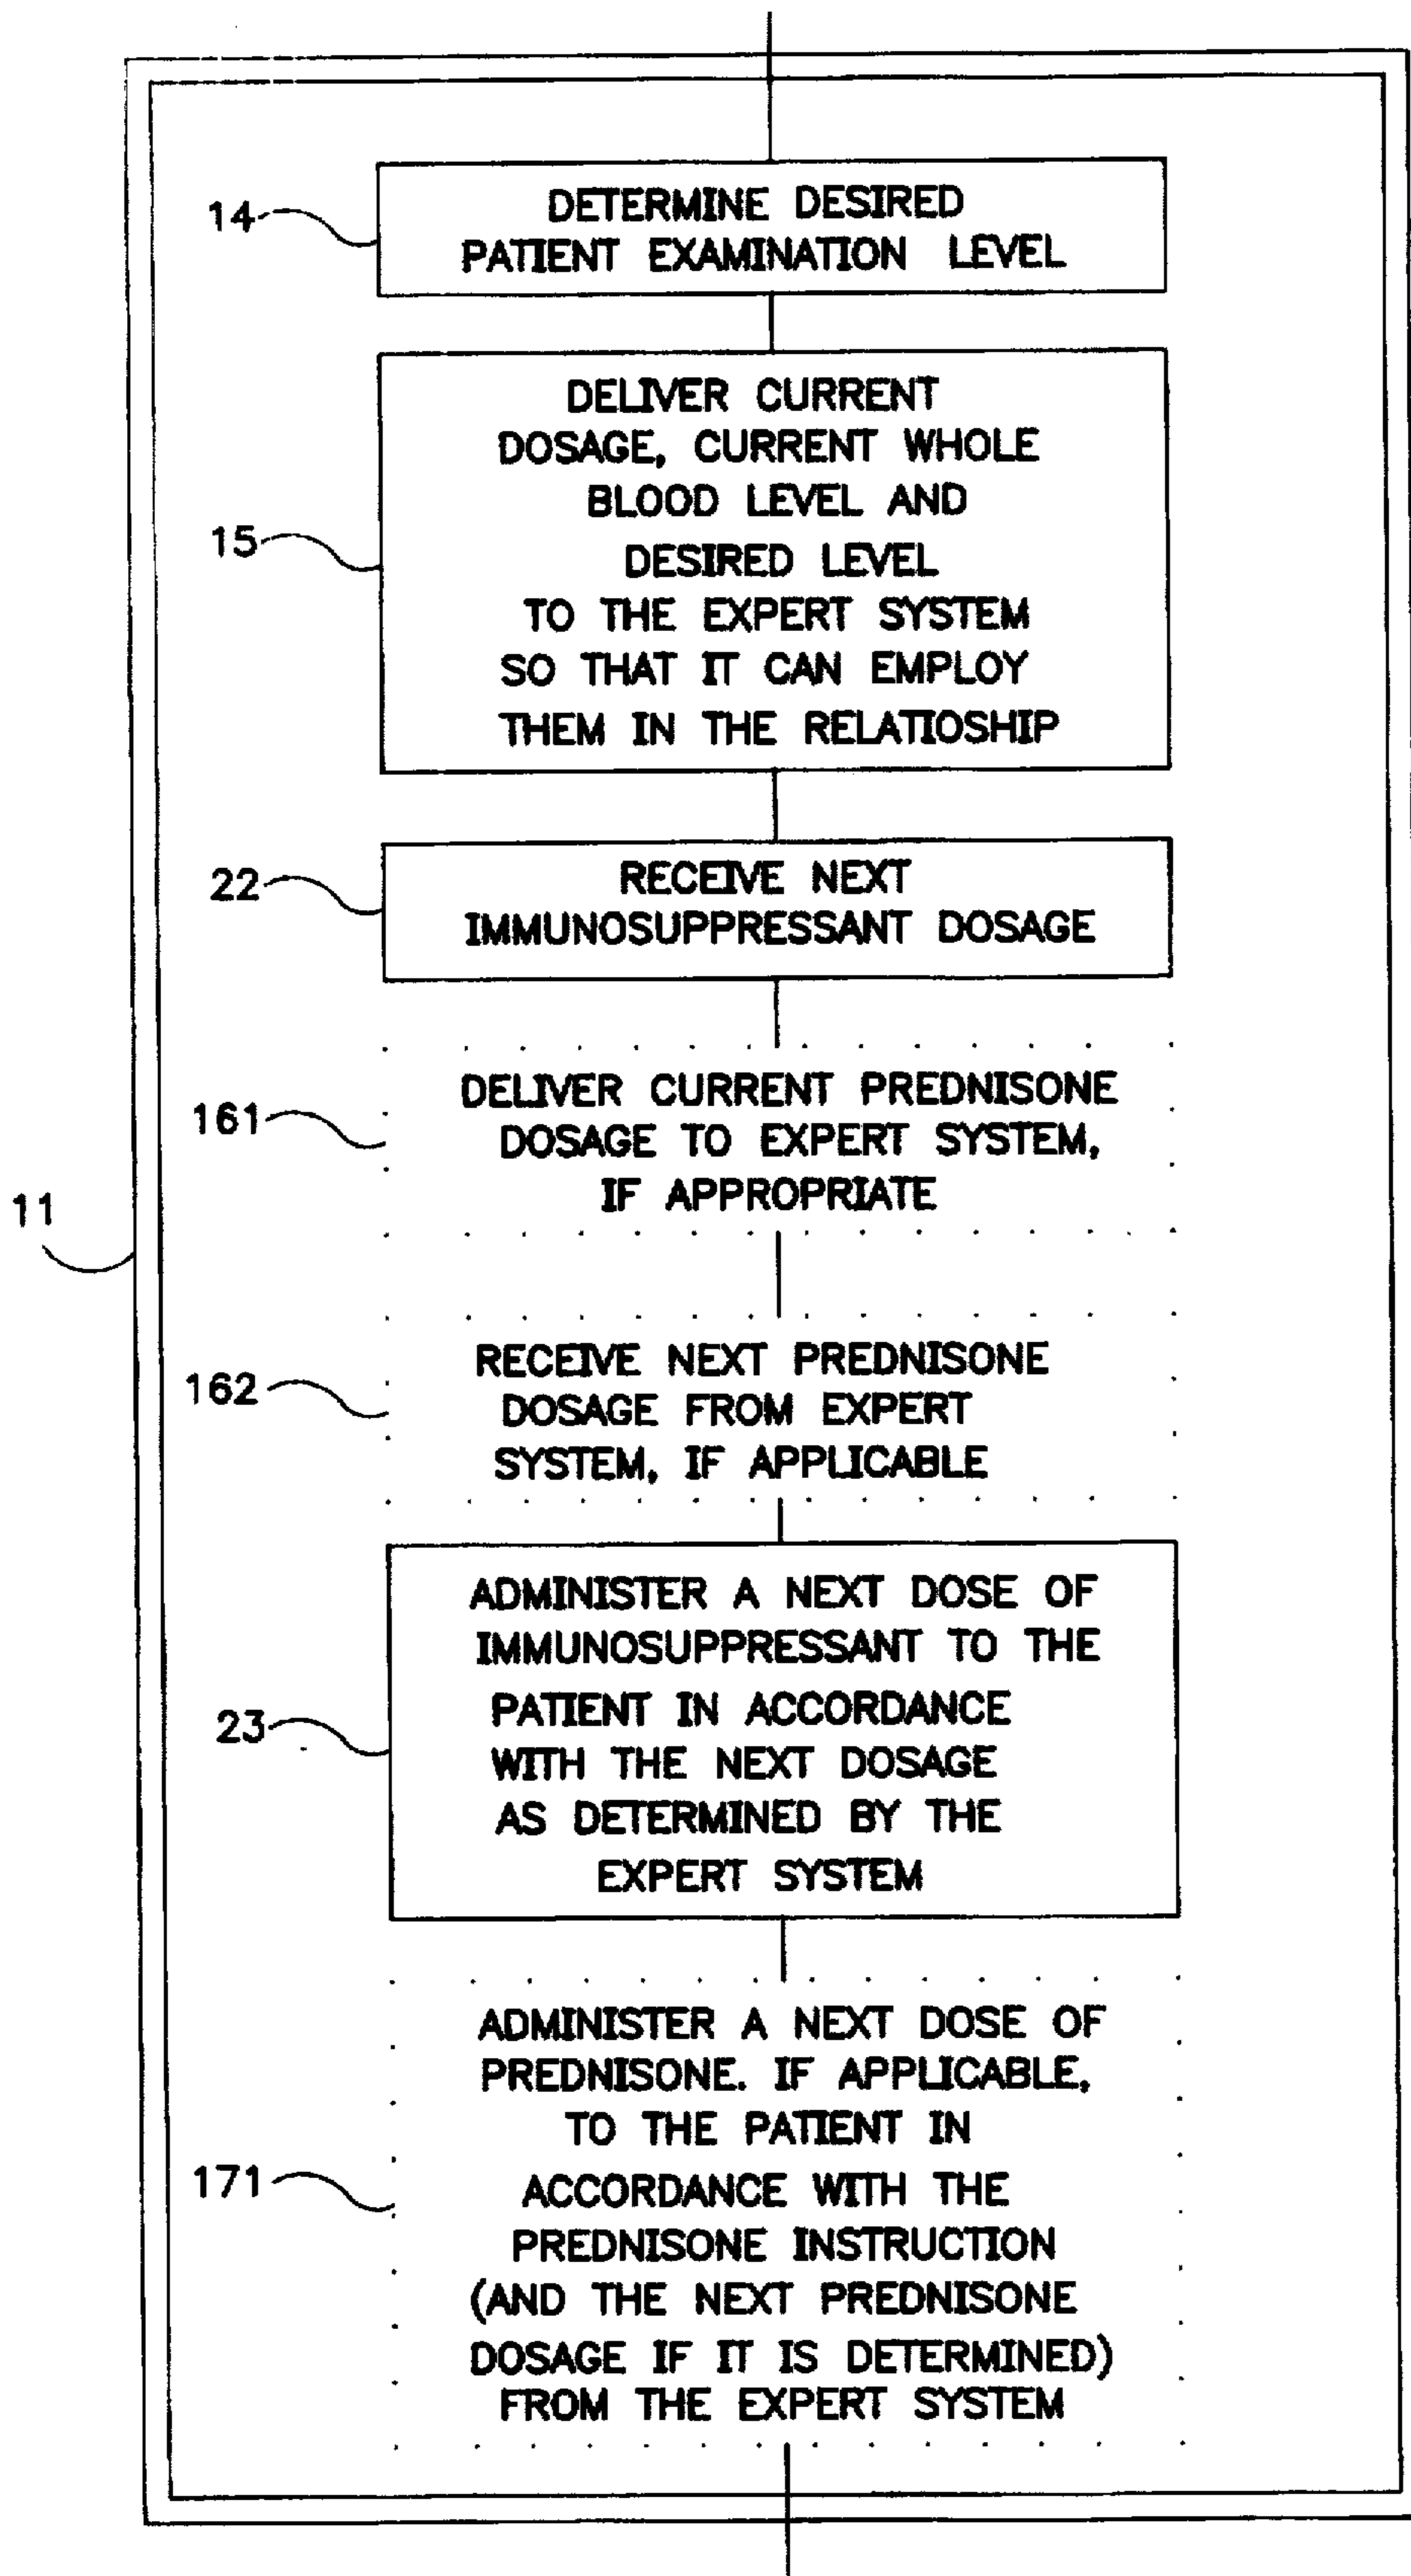 14
DETERMINE DESIRED
PATIENT EXAMINATION LEVEL
15
DELIVER CURRENT
DOSAGE, CURRENT WHOLE
BLOOD LEVEL AND
DESIRED LEVEL
TO THE EXPERT SYSTEM
SO THAT IT CAN EMPLOY
THEM IN THE RELATIOSHIP
22
RECEIVE NEXT
IMMUNOSUPPRESSANT DOSAGE
161
DELIVER CURRENT PREDNISONE
DOSAGE TO EXPERT SYSTEM,
IF APPROPRIATE
11
162
RECEIVE NEXT PREDNISONE
DOSAGE FROM EXPERT
SYSTEM, IF APPLICABLE
23
ADMINISTER A NEXT DOSE OF
IMMUNOSUPPRESSANT TO THE
PATIENT IN ACCORDANCE
WITH THE NEXT DOSAGE
AS DETERMINED BY THE
EXPERT SYSTEM
171
ADMINISTER A NEXT DOSE OF
PREDNISONE. IF APPLICABLE,
TO THE PATIENT IN
ACCORDANCE WITH THE
PREDNISONE INSTRUCTION
(AND THE NEXT PREDNISONE
DOSAGE IF IT IS DETERMINED)
FROM THE EXPERT SYSTEM